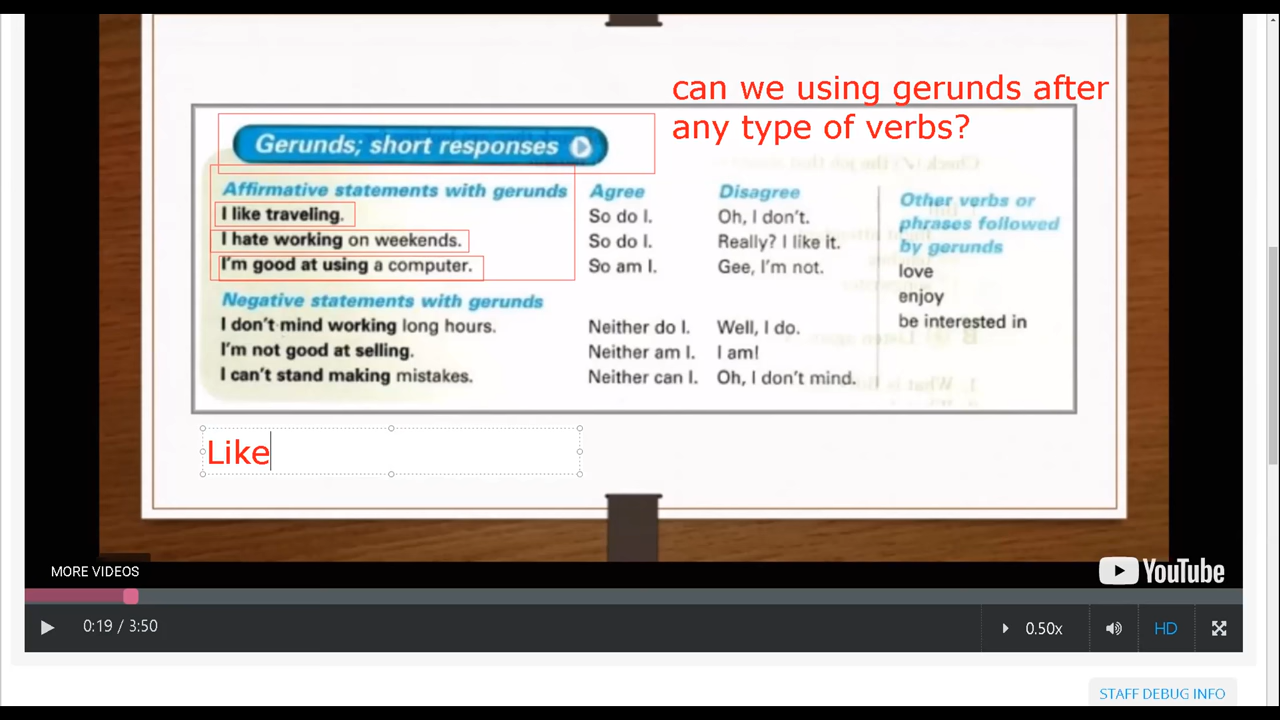 can we using gerunds after
any type of verbs?
Gerunds; short responses
Affirmative statements with gerunds Agree Disagree
I like traveling. So do I. Oh, I don't.
I hate working on weekends. So do I. Really? I like it.
I'm good at using a computer. So am I. Gee, I'm not.
Negative statements with gerunds
I don't mind working long hours. Neither do I. Well, I do.
I'm not good at selling. Neither am I. I am!
I can't stand making mistakes. Neither can I. Oh, I don't mind.
Other verbs or
phrases followed
by gerunds
love
enjoy
be interested in
Like
MORE VIDEOS
YouTube
0:19 / 3:50
0.50x
HD
STAFF DEBUG INFO